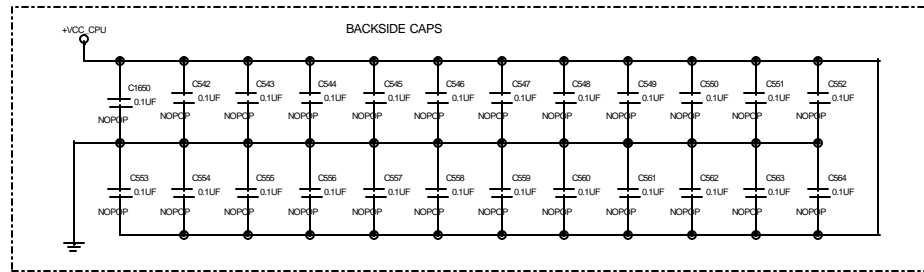 BACKSIDE CAPS
+VCC_CPU
C1650 C542 C543 C544 C545 C546 C547 C548 C549 C550 C551 C552
0.1UF 0.1UF 0.1UF 0.1UF 0.1UF 0.1UF 0.1UF 0.1UF 0.1UF 0.1UF 0.1UF 0.1UF
NOPOP NOPOP NOPOP NOPOP NOPOP NOPOP NOPOP NOPOP NOPOP NOPOP NOPOP NOPOP
C553 C554 C555 C556 C557 C558 C559 C560 C561 C562 C563 C564
0.1UF 0.1UF 0.1UF 0.1UF 0.1UF 0.1UF 0.1UF 0.1UF 0.1UF 0.1UF 0.1UF 0.1UF
NOPOP NOPOP NOPOP NOPOP NOPOP NOPOP NOPOP NOPOP NOPOP NOPOP NOPOP NOPOP